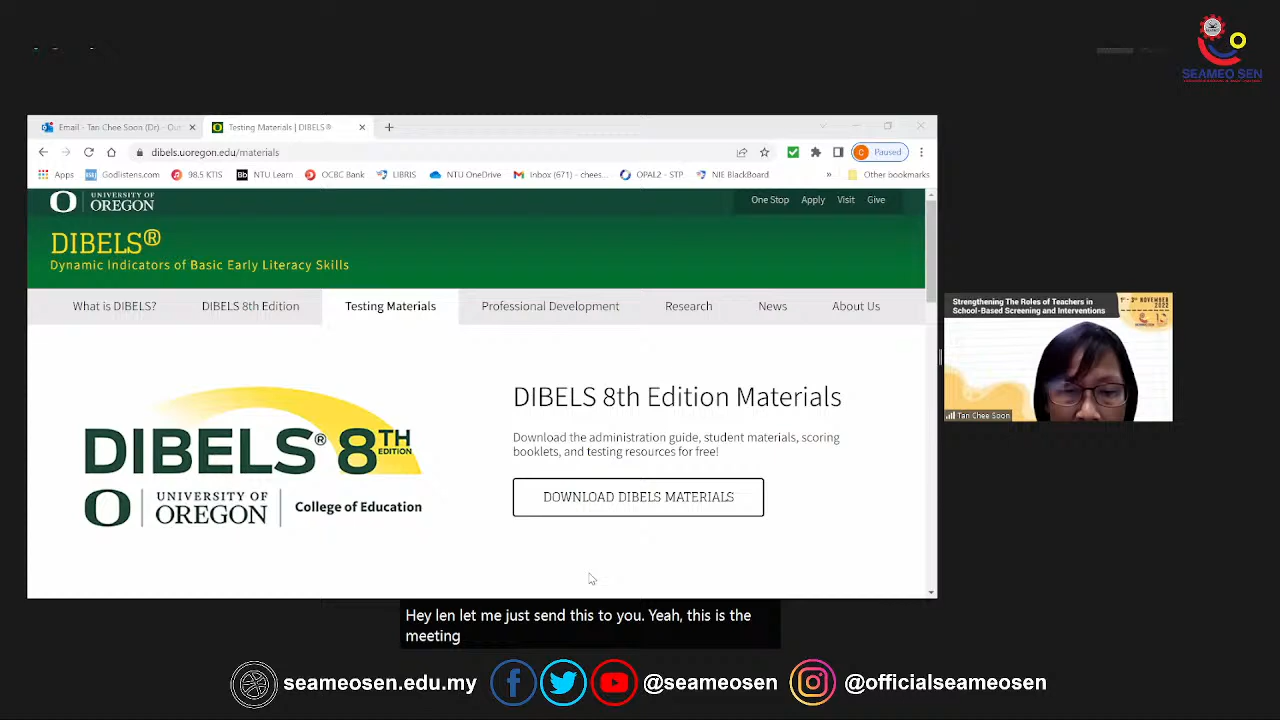 SEAMEO SEN
Email - Tan Chee Soon (Dr) - Out
Testing Materials | DIBELS®
dibels.uoregon.edu/materials
Paused
Apps
Godlistens.com
98.5 KTIS
Bb NTU Learn
OCBC Bank
LIBRIS
NTU OneDrive
Inbox (671) - chees...
OPAL2 - STP
NIE BlackBoard
»
Other bookmarks
O UNIVERSITY OF OREGON
One Stop Apply Visit Give
DIBELS®
Dynamic Indicators of Basic Early Literacy Skills
What is DIBELS? DIBELS 8th Edition Testing Materials Professional Development Research News About Us
DIBELS® 8TH EDITION
O UNIVERSITY OF OREGON College of Education
DIBELS 8th Edition Materials
Download the administration guide, student materials, scoring
booklets, and testing resources for free!
DOWNLOAD DIBELS MATERIALS
Strengthening The Roles of Teachers in
School-Based Screening and Interventions
1st - 3rd NOVEMBER
2022
Tan Chee Soon
Hey len let me just send this to you. Yeah, this is the
meeting
seameosen.edu.my @seameosen @officialseameosen